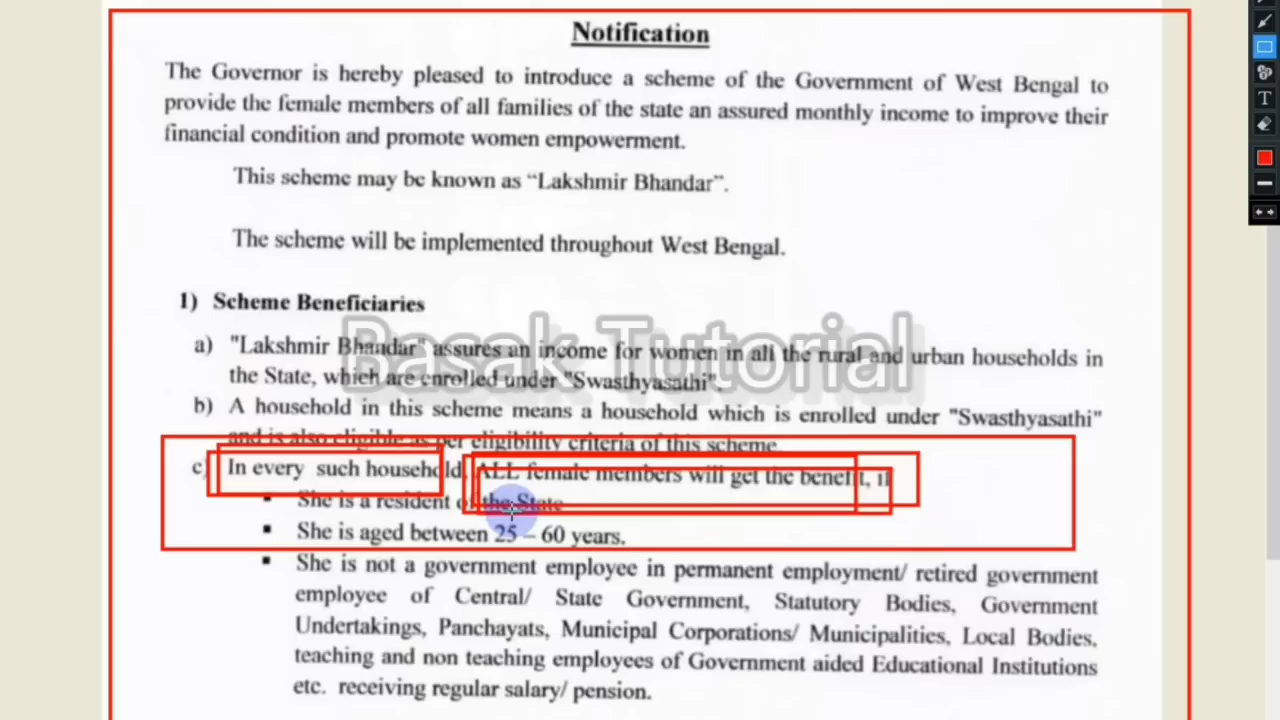 Notification
The Governor is hereby pleased to introduce a scheme of the Government of West Bengal to
provide the female members of all families of the state an assured monthly income to improve their
financial condition and promote women empowerment.
This scheme may be known as “Lakshmir Bhandar”.
The scheme will be implemented throughout West Bengal.
1) Scheme Beneficiaries
Basak Tutorial
a) "Lakshmir Bhandar" assures an income for women in all the rural and urban households in
the State, which are enrolled under "Swasthyasathi".
b) A household in this scheme means a household which is enrolled under "Swasthyasathi"
and is also eligible as per eligibility criteria of this scheme.
c) In every such household, ALL female members will get the benefit, if
▪ She is a resident of the State
▪ She is aged between 25 – 60 years.
▪ She is not a government employee in permanent employment/ retired government
employee of Central/ State Government, Statutory Bodies, Government
Undertakings, Panchayats, Municipal Corporations/ Municipalities, Local Bodies,
teaching and non teaching employees of Government aided Educational Institutions
etc. receiving regular salary/ pension.